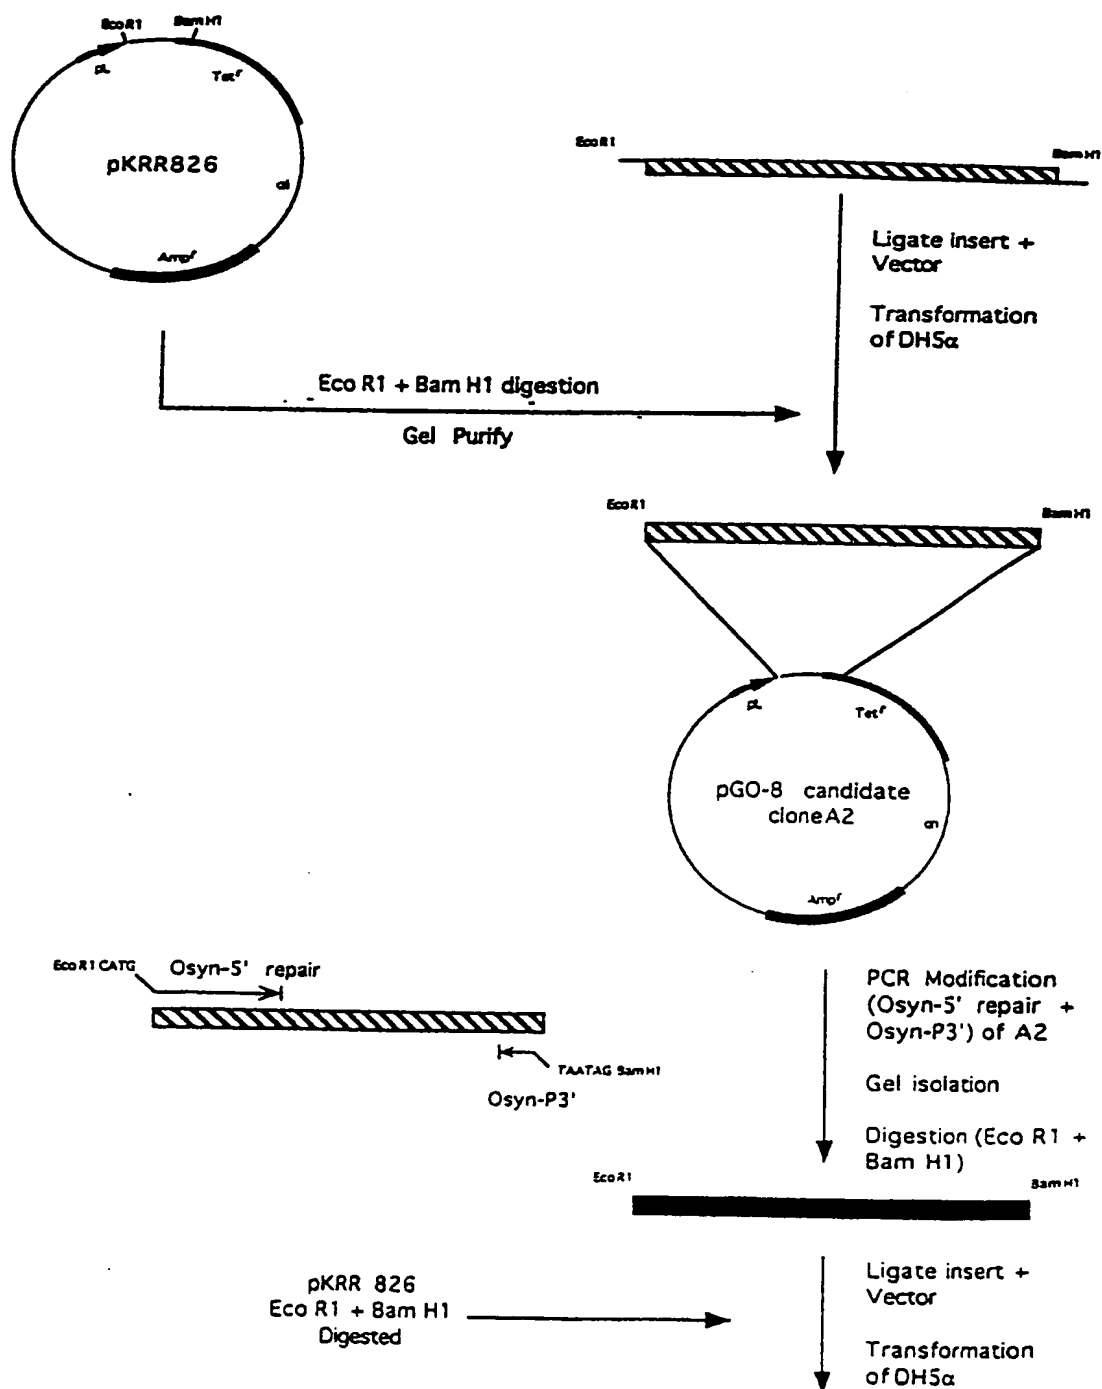 EcoR1
BamH1
pL
Tet^r
pKRR826
ori
Amp^r
EcoR1
BamH1
Ligate insert +
Vector
Transformation
of DH5α
Eco R1 + Bam H1 digestion
Gel Purify
EcoR1
BamH1
pL
Tet^r
pGO-8 candidate
clone A2
ori
Amp^r
EcoR1 CATG
Osyn-5' repair
TAATAG BamH1
Osyn-P3'
PCR Modification
(Osyn-5' repair +
Osyn-P3') of A2
Gel isolation
Digestion (Eco R1 +
Bam H1)
EcoR1
BamH1
pKRR 826
Eco R1 + Bam H1
Digested
Ligate insert +
Vector
Transformation
of DH5α